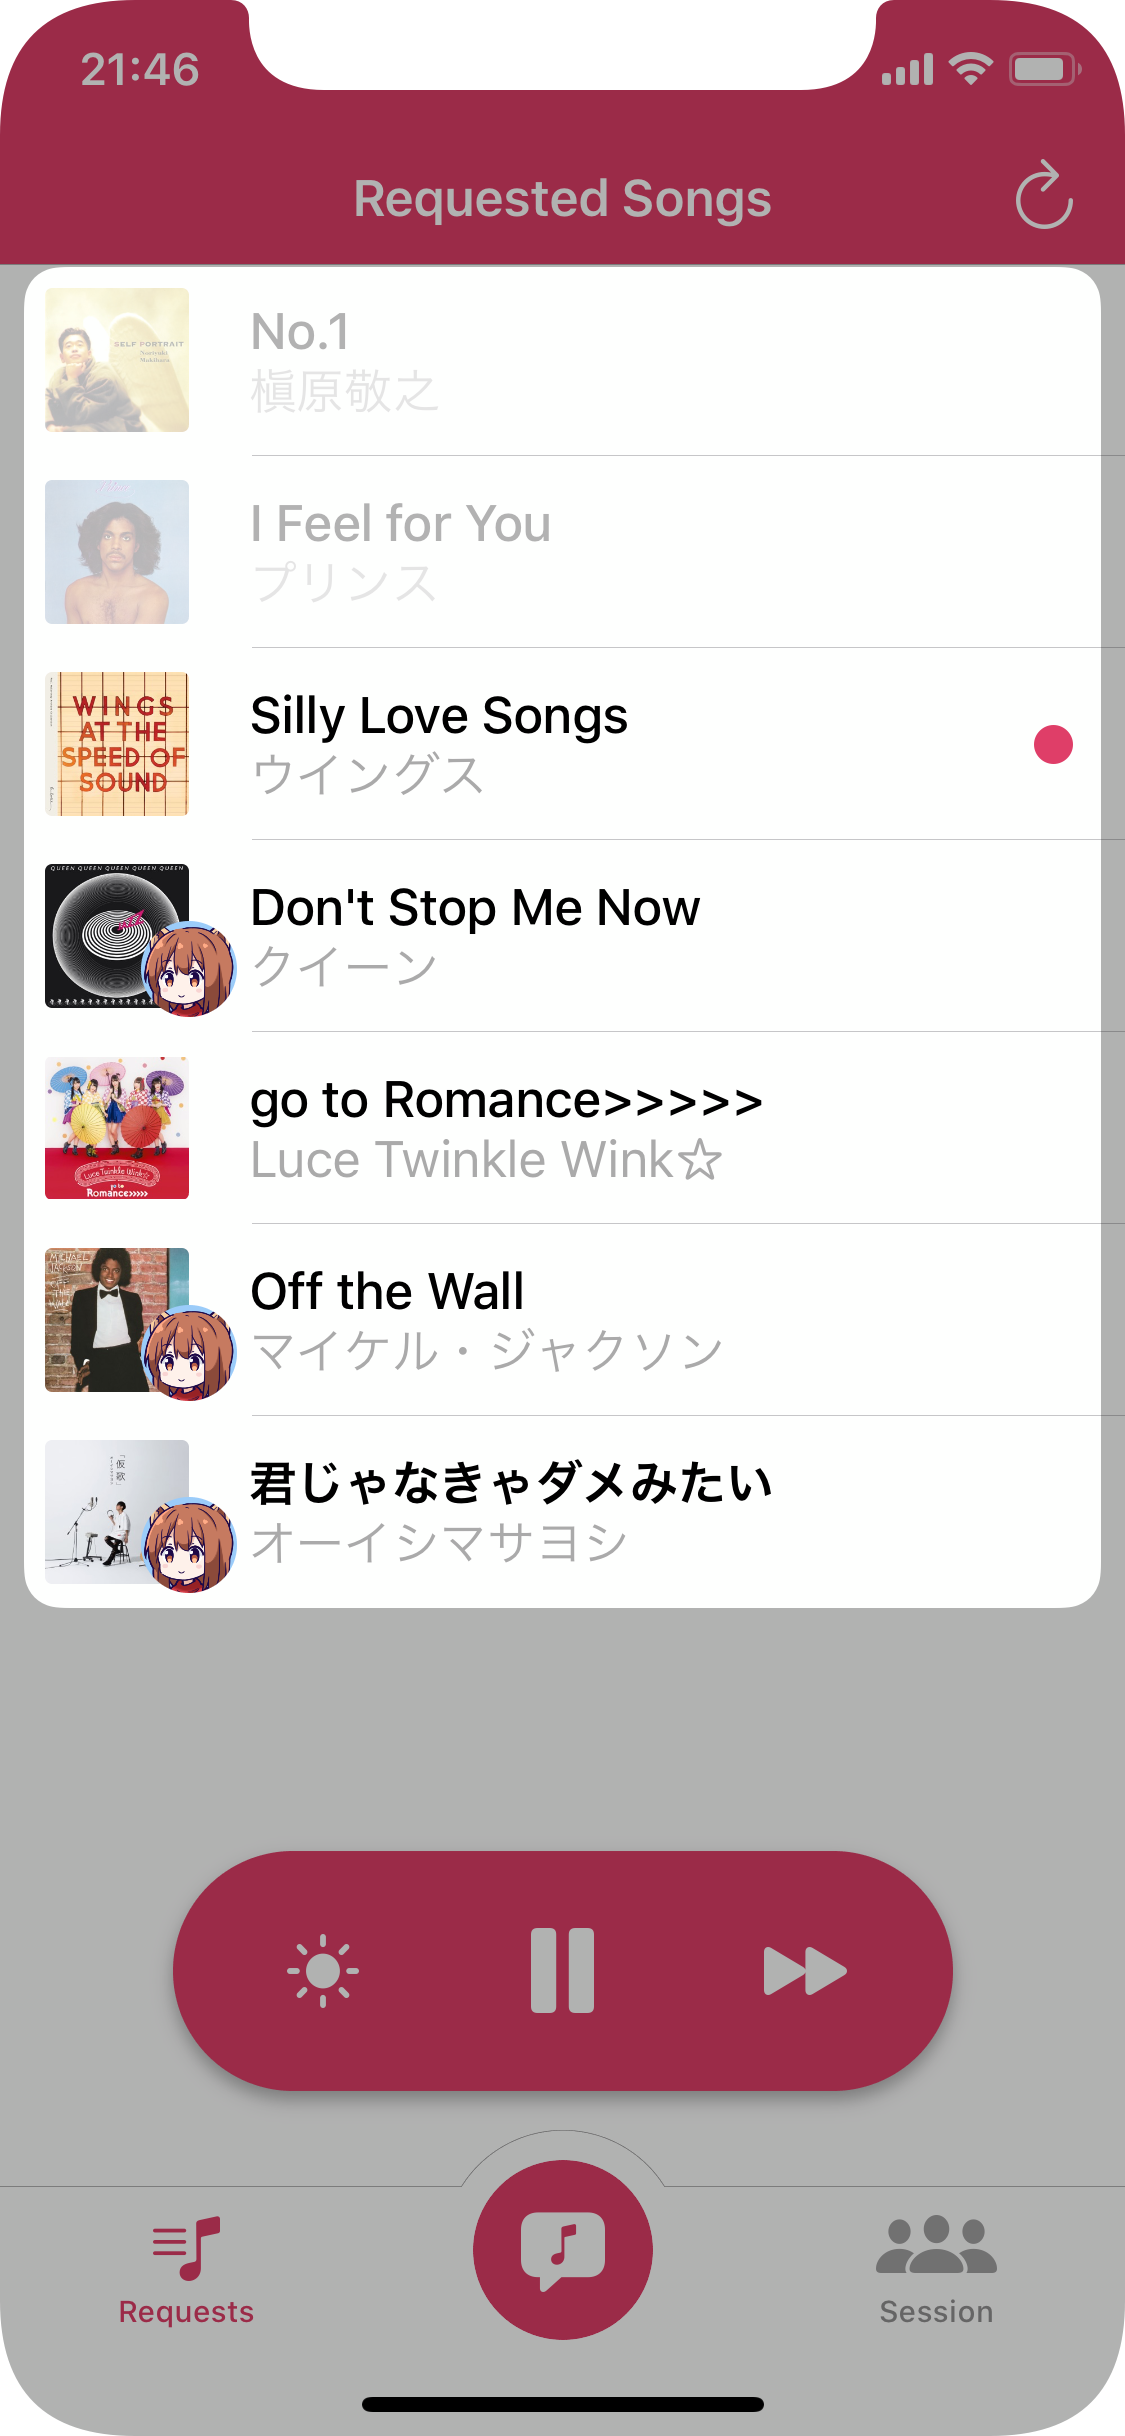 21:46
Requested Songs
SELF PORTRAIT
Noriyuki
Makihara
No.1
槇原敬之
I Feel for You
プリンス
WINGS
AT THE
SPEED OF
SOUND
Silly Love Songs
ウイングス
QUEEN QUEEN QUEEN QUEEN QUEEN
Don't Stop Me Now
クイーン
Luce Twinkle Wink☆
go to
Romance>>>>>
go to Romance>>>>>
Luce Twinkle Wink☆
MICHAEL
JACKSON
OFF
THE
WALL
Off the Wall
マイケル・ジャクソン
「仮歌」
君じゃなきゃダメみたい
オーイシマサヨシ
Requests
Session